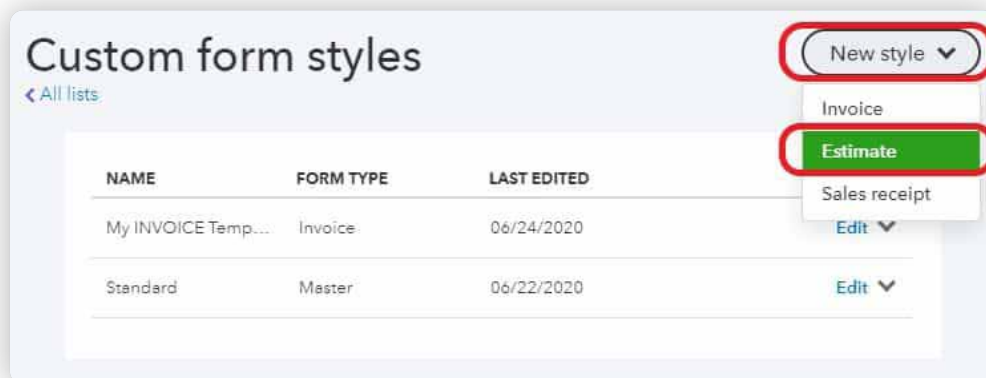 Custom form styles
New style
< All lists
Invoice
Estimate
Sales receipt
NAME FORM TYPE LAST EDITED
My INVOICE Temp... Invoice 06/24/2020 Edit
Standard Master 06/22/2020 Edit